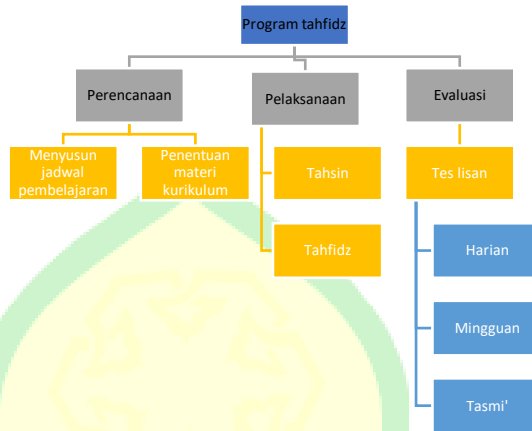 Program tahfidz
Perencanaan
Pelaksanaan
Evaluasi
Menyusun
jadwal
pembelajaran
Penentuan
materi
kurikulum
Tahsin
Tes lisan
Tahfidz
Harian
Mingguan
Tasmi'